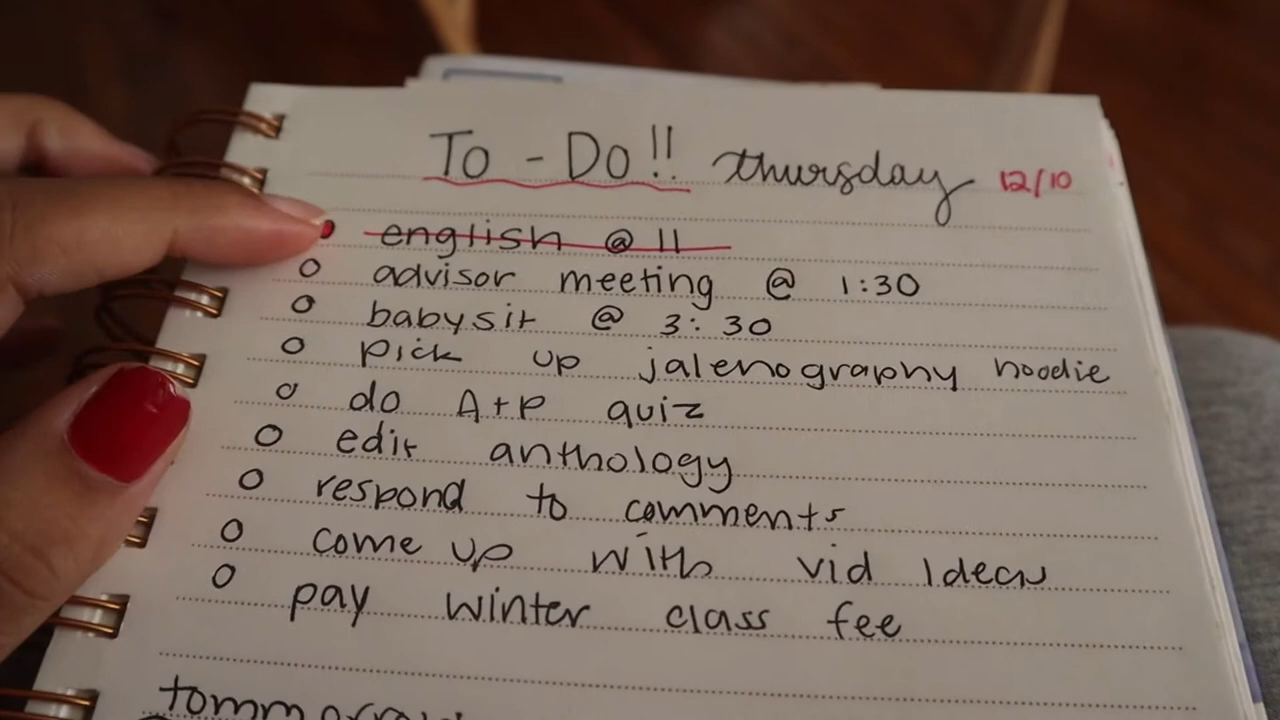 To - Do!! thursday 12/10
english @ 11
advisor meeting @ 1:30
babysit @ 3:30
pick up jalenography hoodie
do A+P quiz
edit anthology
respond to comments
come up with vid ideas
pay winter class fee